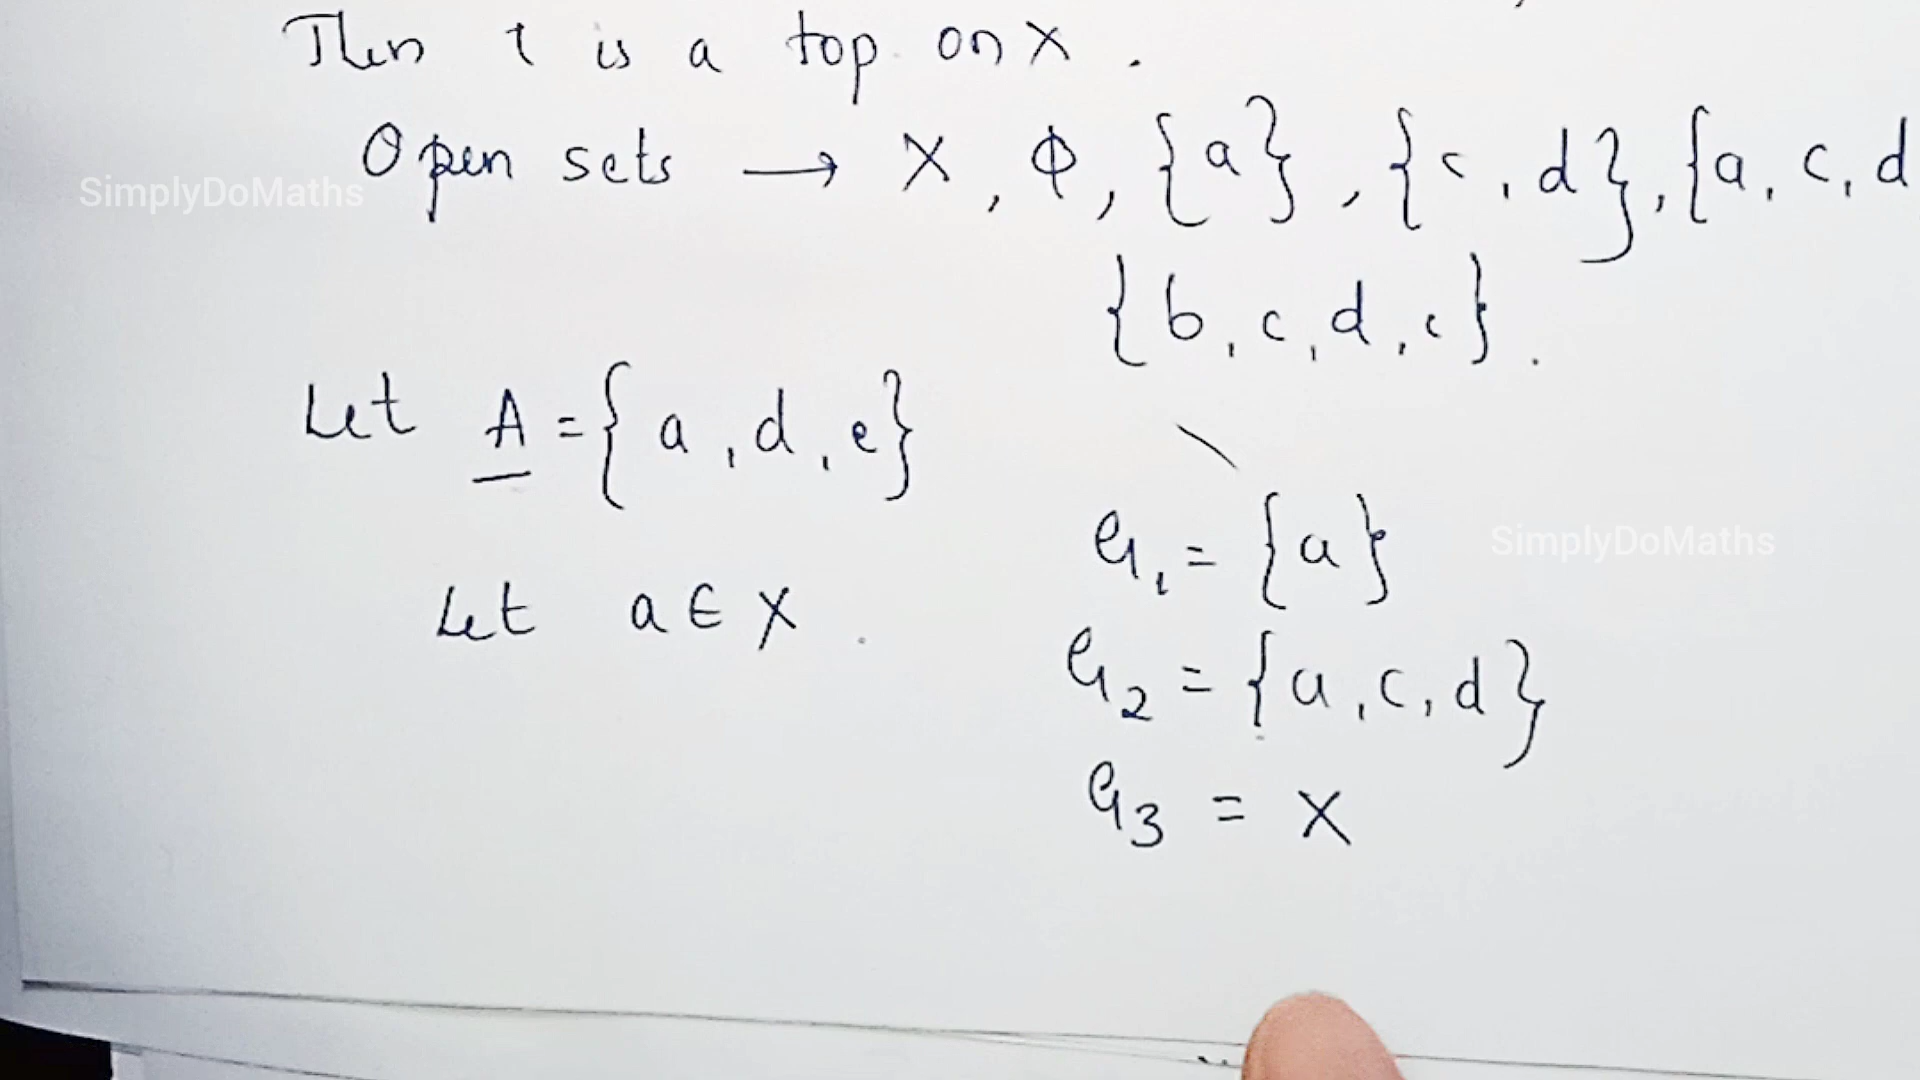 Then τ is a top on X.
Open sets → X, Φ, {a}, {c, d}, {a, c, d
SimplyDoMaths
{b, c, d, e}.
Let A = {a, d, e}
G₁ = {a}
SimplyDoMaths
Let a ∈ X.
G₂ = {a, c, d}
G₃ = X